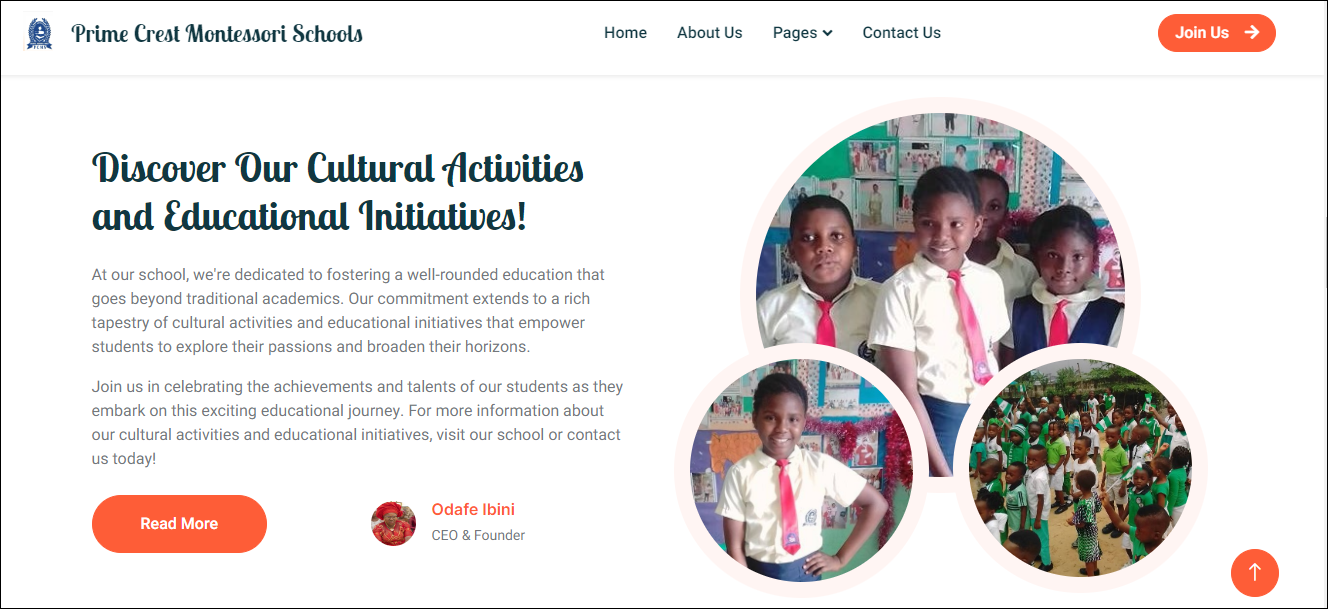 Prime Crest Montessori Schools
Home
About Us
Pages
Contact Us
Join Us
Discover Our Cultural Activities
and Educational Initiatives!
At our school, we're dedicated to fostering a well-rounded education that
goes beyond traditional academics. Our commitment extends to a rich
tapestry of cultural activities and educational initiatives that empower
students to explore their passions and broaden their horizons.
Join us in celebrating the achievements and talents of our students as they
embark on this exciting educational journey. For more information about
our cultural activities and educational initiatives, visit our school or contact
us today!
Read More
Odafe Ibini
CEO & Founder